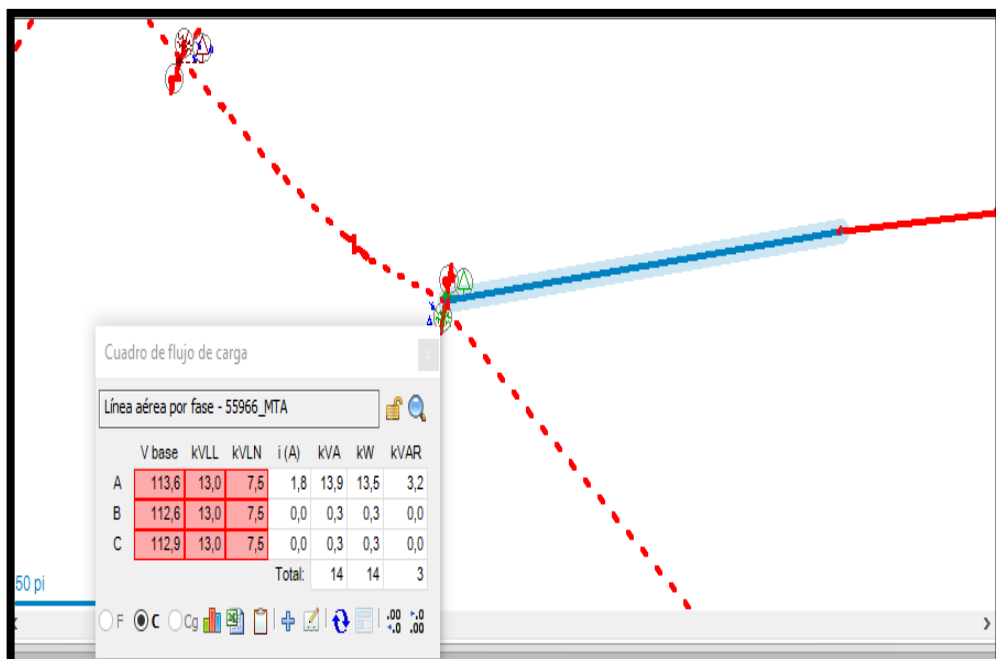 Cuadro de flujo de carga
x
Línea aérea por fase - 55966_MTA
V base kVLL kVLN i (A) kVA kW kVAR
A 113,6 13,0 7,5 1,8 13,9 13,5 3,2
B 112,6 13,0 7,5 0,0 0,3 0,3 0,0
C 112,9 13,0 7,5 0,0 0,3 0,3 0,0
Total: 14 14 3
50 pi
F C Cg .00 +.0 +.0 .00